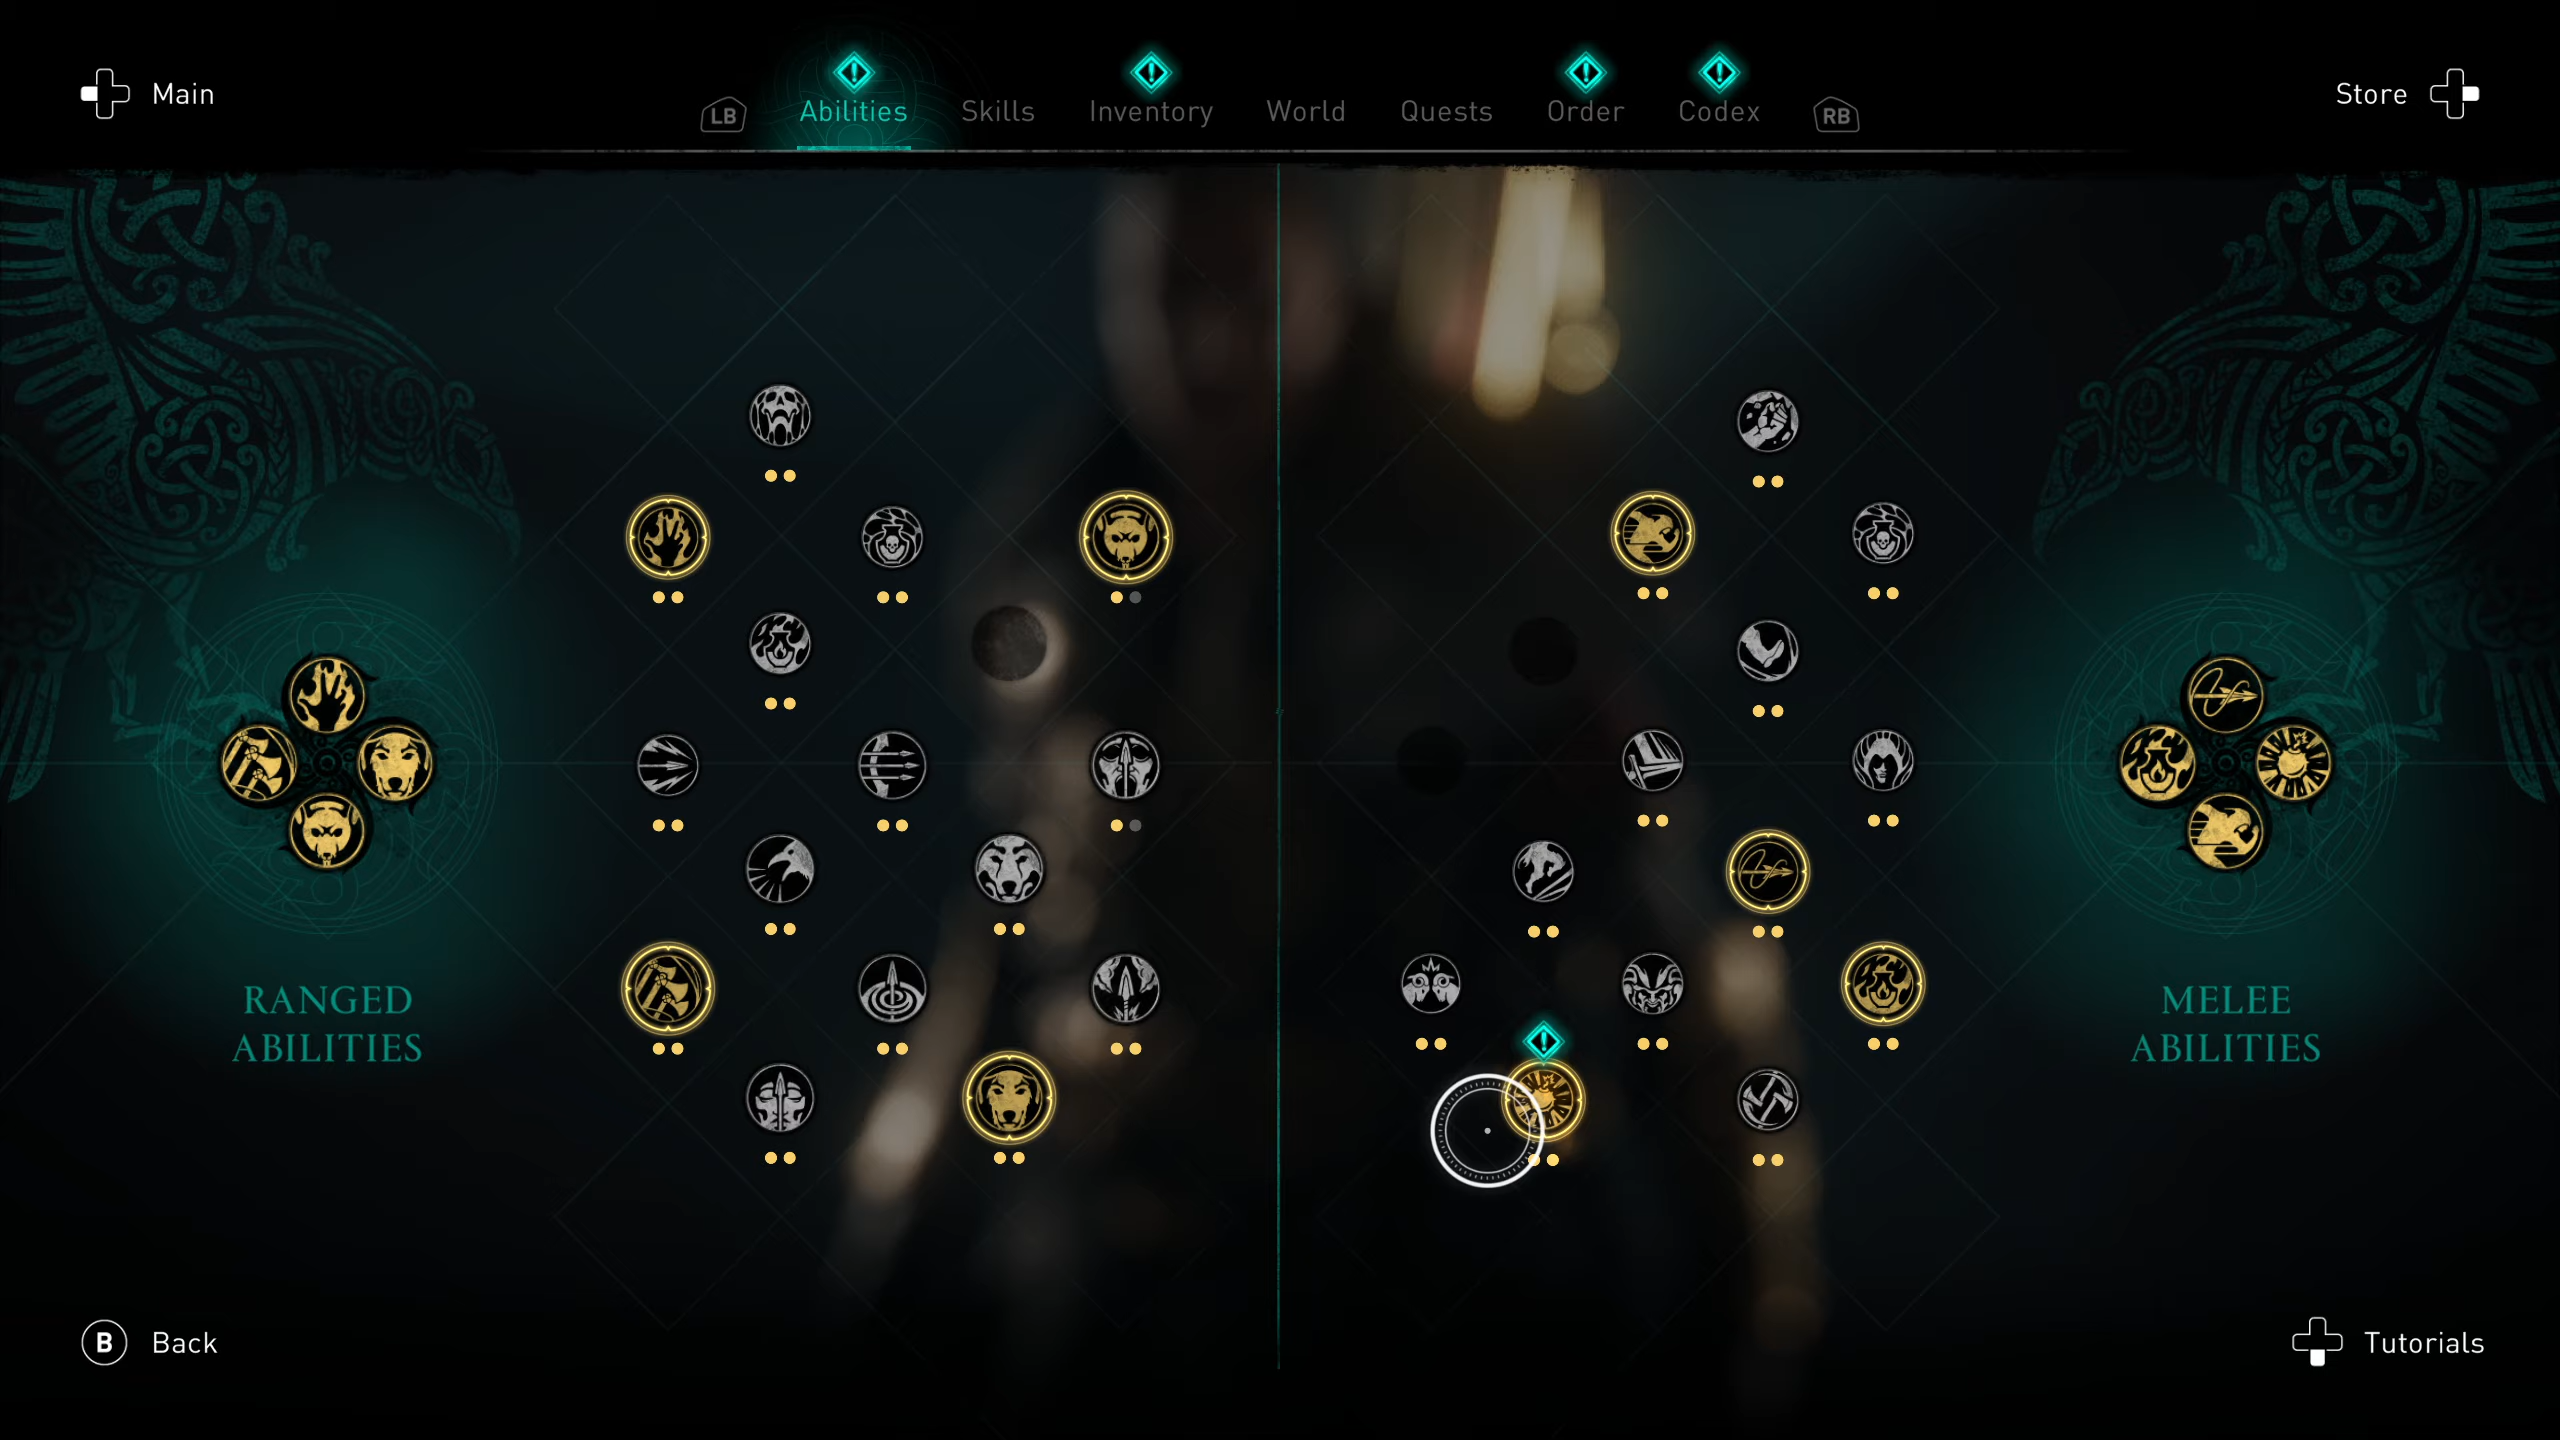 Main
LB
Abilities
Skills
Inventory
World
Quests
Order
Codex
RB
Store
RANGED
ABILITIES
MELEE
ABILITIES
B Back
Tutorials